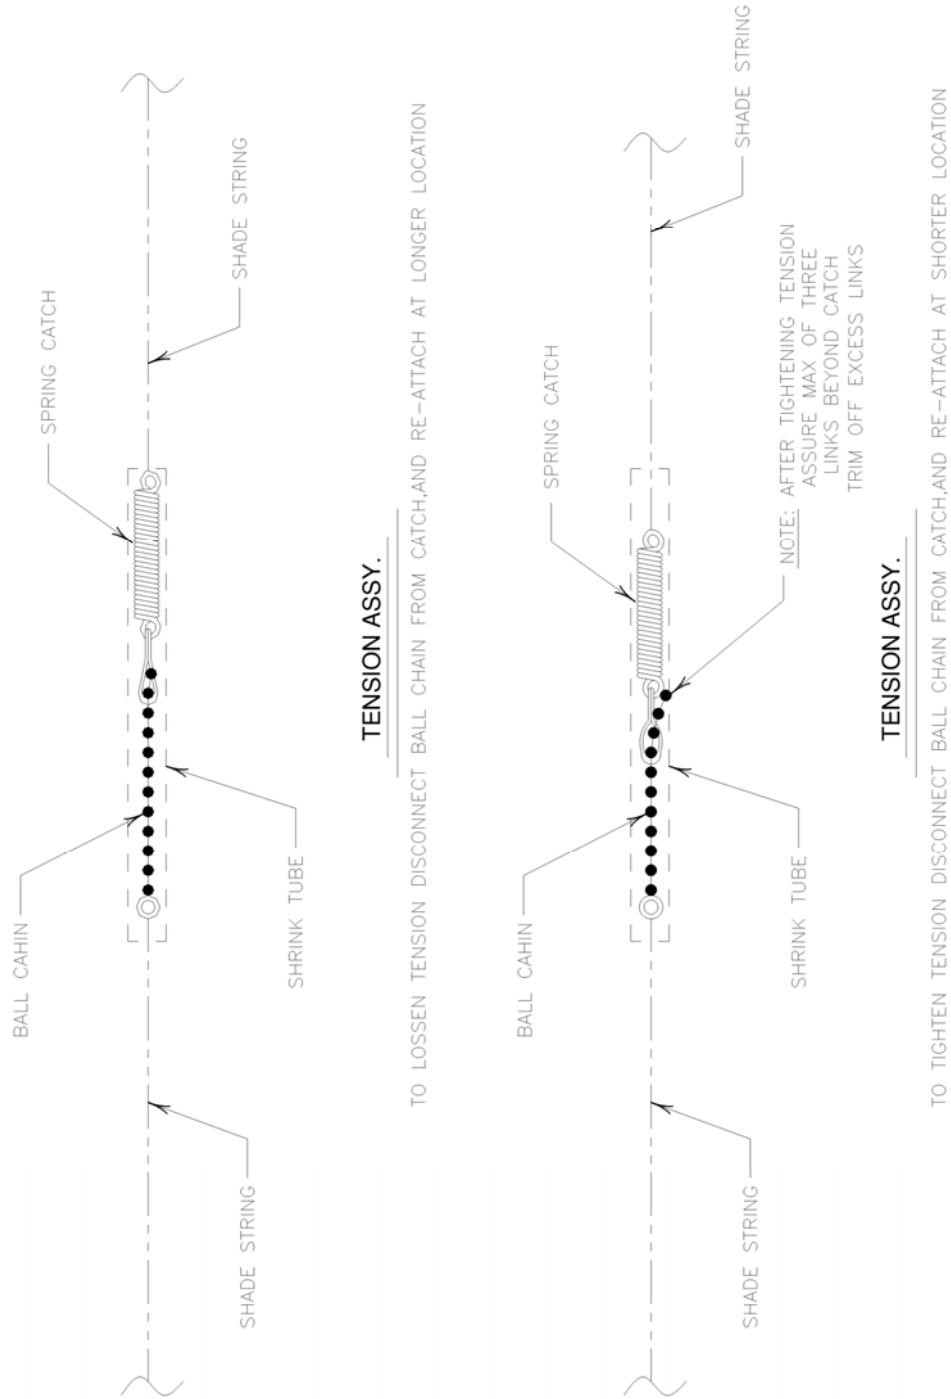 SPRING CATCH
BALL CAHIN
SHADE STRING
SHRINK TUBE
SHADE STRING
TENSION ASSY.
TO LOSSEN TENSION DISCONNECT BALL CHAIN FROM CATCH,AND RE-ATTACH AT LONGER LOCATION
SPRING CATCH
BALL CAHIN
SHADE STRING
SHRINK TUBE
SHADE STRING
NOTE: AFTER TIGHTENING TENSION
ASSURE MAX OF THREE
LINKS BEYOND CATCH
TRIM OFF EXCESS LINKS
TENSION ASSY.
TO TIGHTEN TENSION DISCONNECT BALL CHAIN FROM CATCH,AND RE-ATTACH AT SHORTER LOCATION